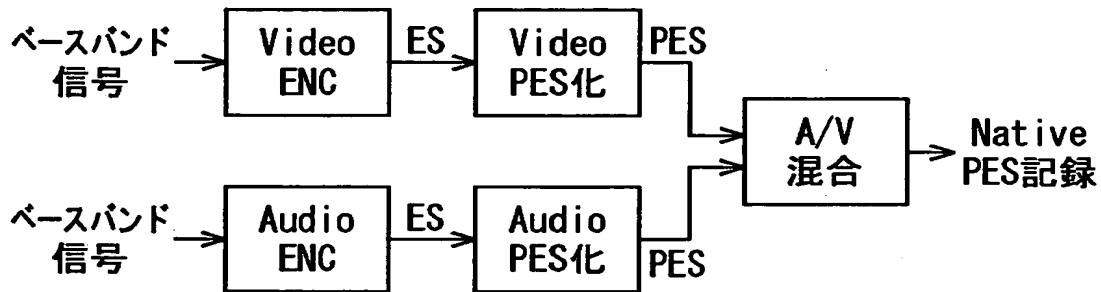 ベースバンド
信号
Video
ENC
ES
Video
PES化
PES
ベースバンド
信号
Audio
ENC
ES
Audio
PES化
PES
A/V
混合
Native
PES記録